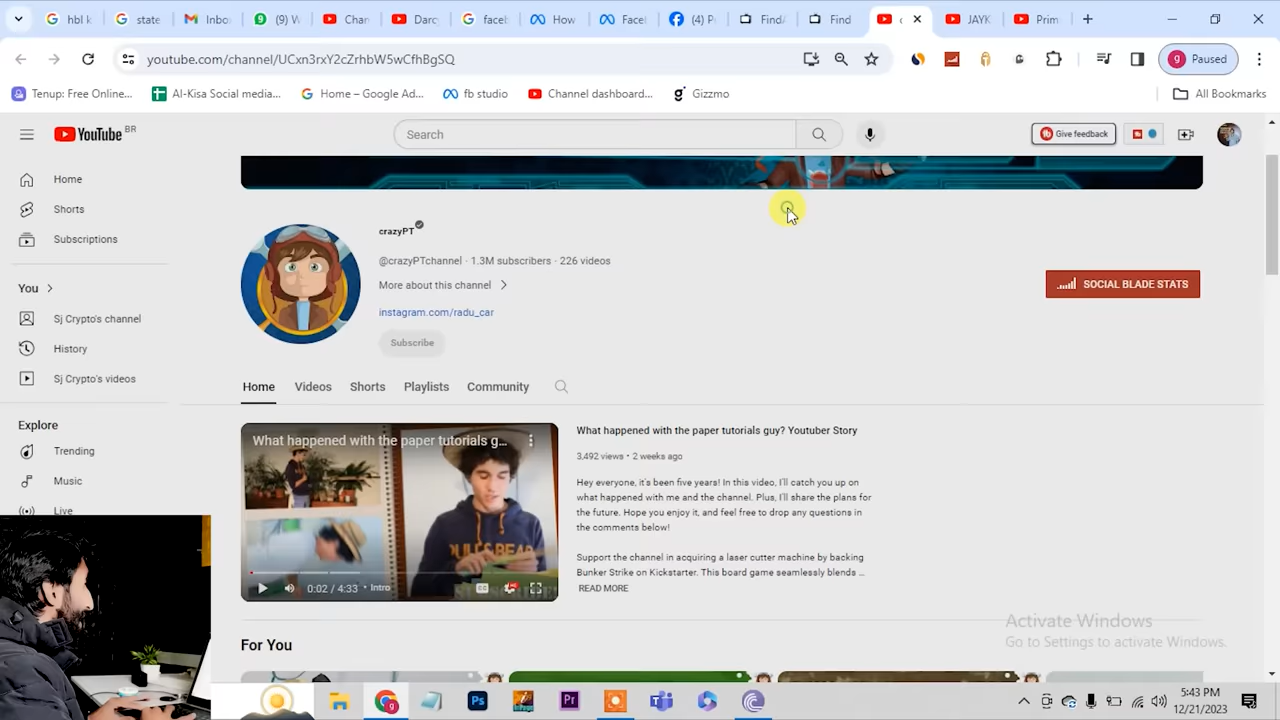 hbl k
state
Inbo
(9) W
Chan
Darc
facel
How
Facel
(4) P
FindA
Find
c
JAYK
Prim
youtube.com/channel/UCxn3rxY2cZrhbW5wCfhBgSQ
g Paused
Tenup: Free Onlin...
Al-Kisa Social medi...
Home – Google Ad...
fb studio
Channel dashboard...
Gizzmo
All Bookmarks
YouTube BR
Search
Give feedback
Home
Shorts
Subscriptions
You
Sj Crypto's channel
History
Sj Crypto's videos
Explore
Trending
Music
Live
crazyPT
@crazyPTchannel · 1.3M subscribers · 226 videos
More about this channel
instagram.com/radu_car
Subscribe
SOCIAL BLADE STATS
Home Videos Shorts Playlists Community
What happened with the paper tutorials g...
0:02 / 4:33 • Intro
What happened with the paper tutorials guy? Youtuber Story
3,492 views • 2 weeks ago
Hey everyone, it's been five years! In this video, I'll catch you up on
what happened with me and the channel. Plus, I'll share the plans for
the future. Hope you enjoy it, and feel free to drop any questions in
the comments below!
Support the channel in acquiring a laser cutter machine by backing
Bunker Strike on Kickstarter. This board game seamlessly blends ...
READ MORE
For You
Activate Windows
Go to Settings to activate Windows.
5:43 PM
12/21/2023